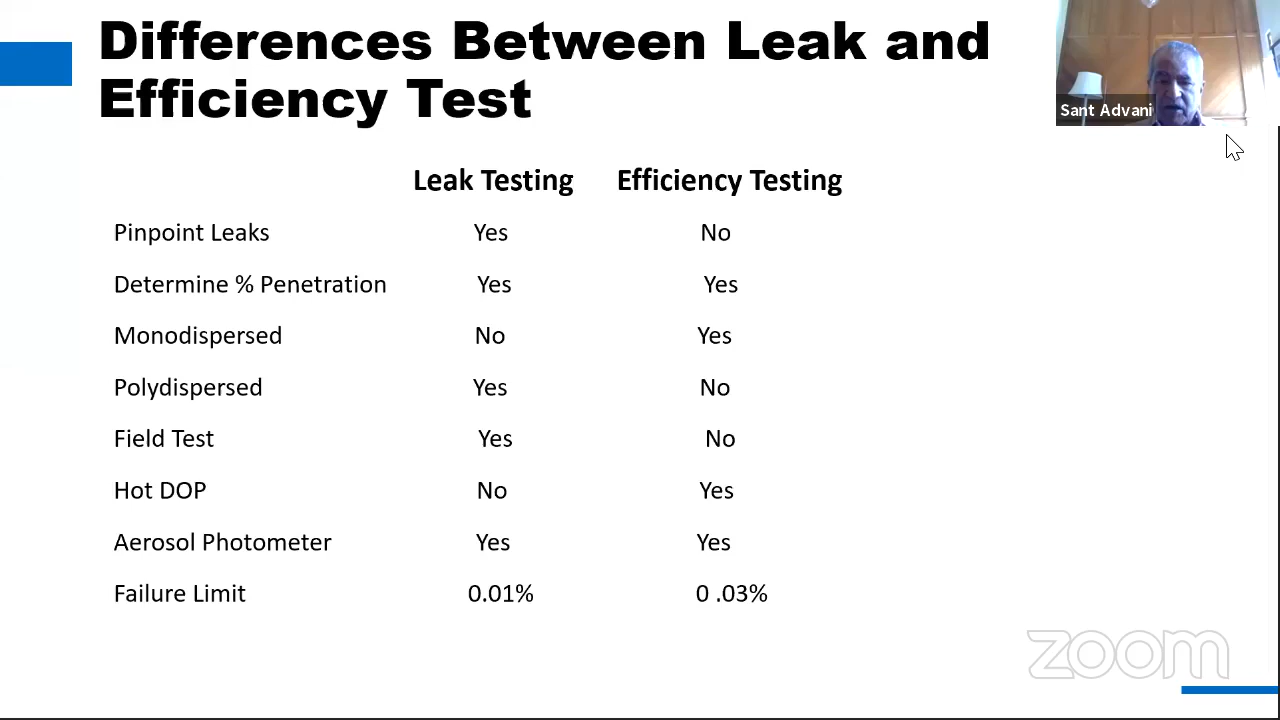 Differences Between Leak and
Efficiency Test
Sant Advani
Leak Testing Efficiency Testing
Pinpoint Leaks Yes No
Determine % Penetration Yes Yes
Monodispersed No Yes
Polydispersed Yes No
Field Test Yes No
Hot DOP No Yes
Aerosol Photometer Yes Yes
Failure Limit 0.01% 0 .03%
zoom